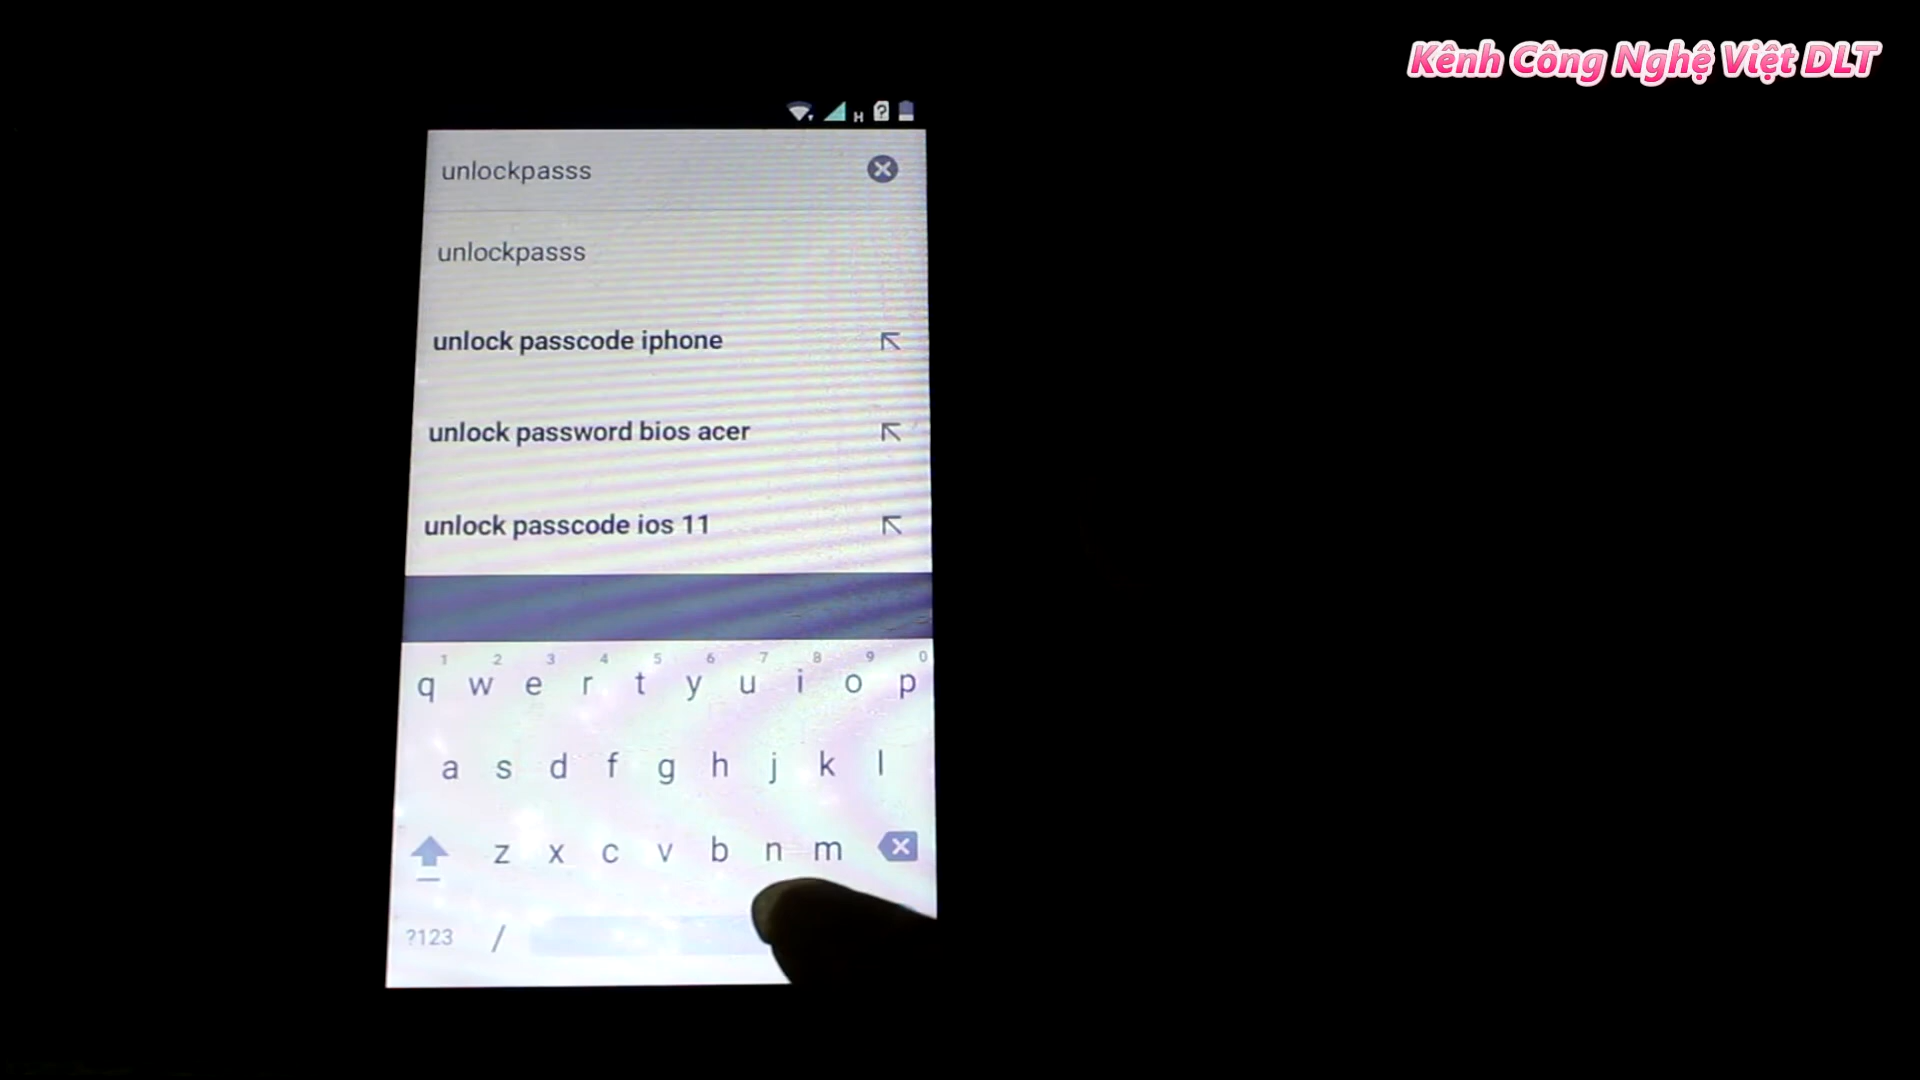 Kênh Công Nghệ Việt DLT
H
unlockpasss
unlockpasss
unlock passcode iphone
unlock password bios acer
unlock passcode ios 11
1 2 3 4 5 6 7 8 9 0
q w e r t y u i o p
a s d f g h j k l
z x c v b n m
?123 /